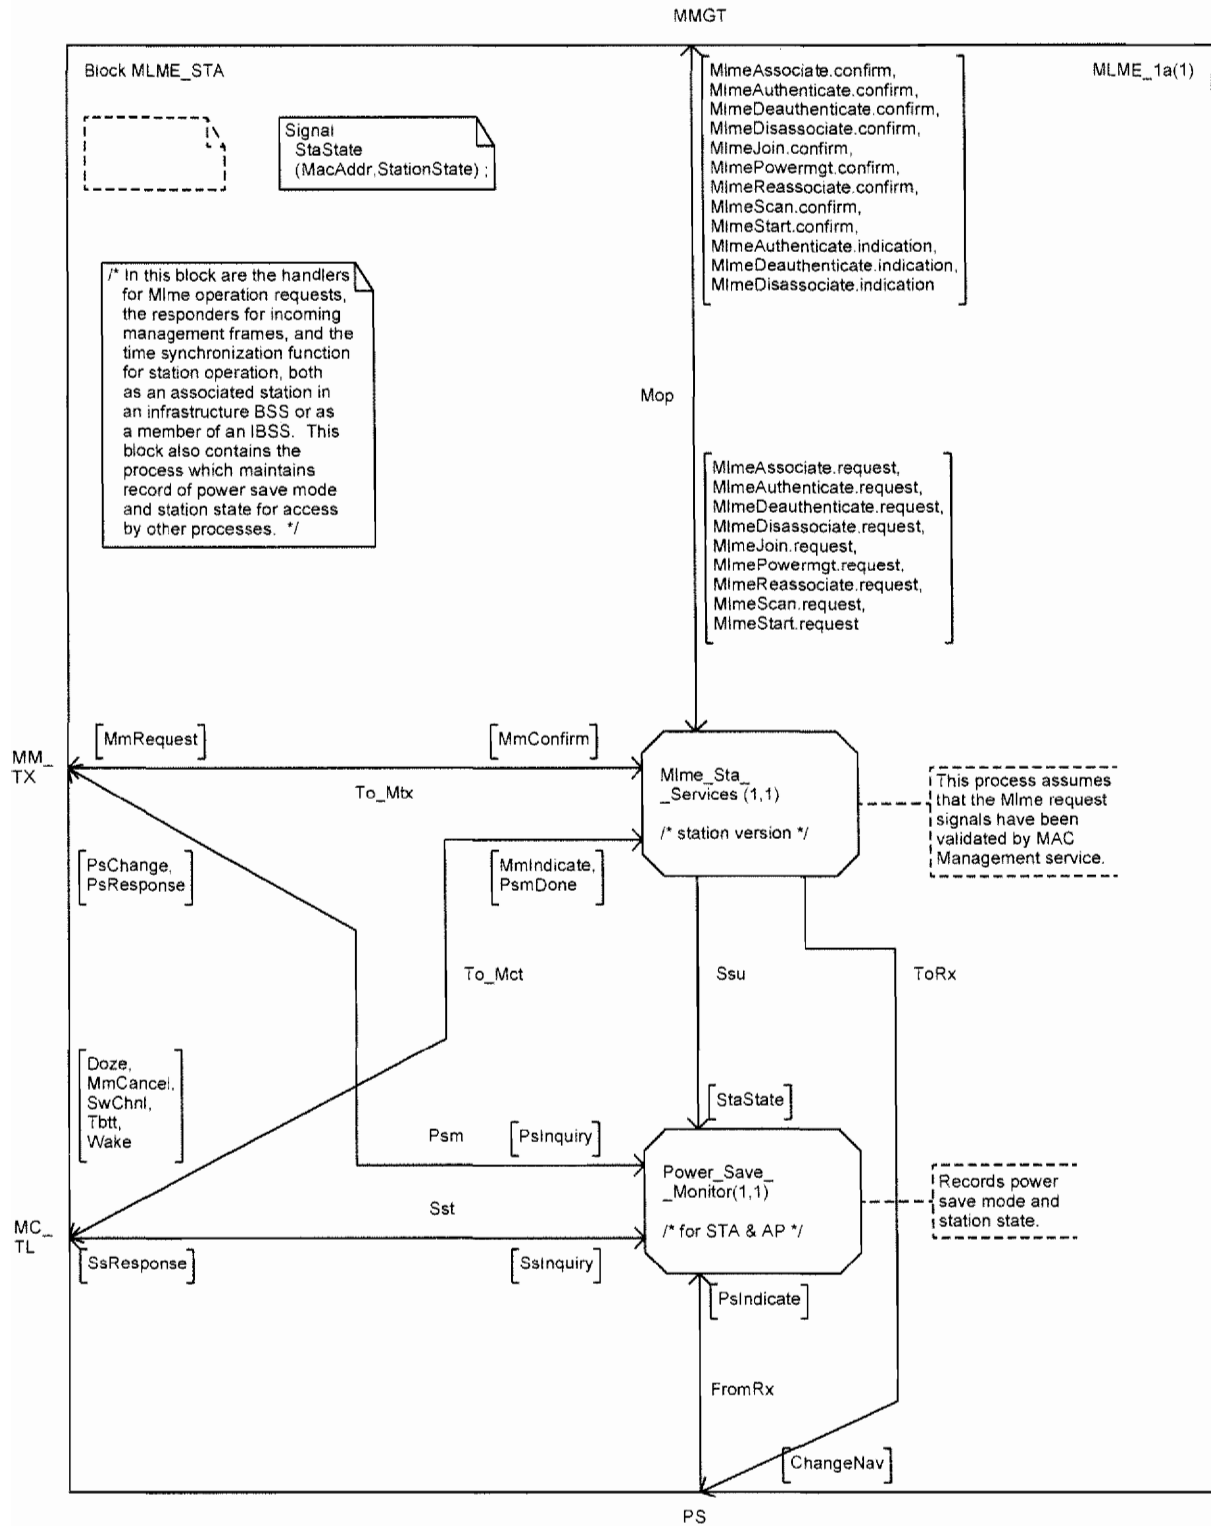 MMGT
Block MLME_STA
MLME_1a(1)
Signal
StaState
(MacAddr,StationState) ;
/* In this block are the handlers
for Mlme operation requests,
the responders for incoming
management frames, and the
time synchronization function
for station operation, both
as an associated station in
an infrastructure BSS or as
a member of an IBSS. This
block also contains the
process which maintains
record of power save mode
and station state for access
by other processes. */
MlmeAssociate.confirm,
MlmeAuthenticate.confirm,
MlmeDeauthenticate.confirm,
MlmeDisassociate.confirm,
MlmeJoin.confirm,
MlmePowermgt.confirm,
MlmeReassociate.confirm,
MlmeScan.confirm,
MlmeStart.confirm,
MlmeAuthenticate.indication,
MlmeDeauthenticate.indication,
MlmeDisassociate.indication
Mop
MlmeAssociate.request,
MlmeAuthenticate.request,
MlmeDeauthenticate.request,
MlmeDisassociate.request,
MlmeJoin.request,
MlmePowermgt.request,
MlmeReassociate.request,
MlmeScan.request,
MlmeStart.request
MmRequest
MmConfirm
MM_
TX
To_Mtx
Mlme_Sta_
_Services (1,1)
/* station version */
This process assumes
that the Mlme request
signals have been
validated by MAC
Management service.
PsChange,
PsResponse
MmIndicate,
PsmDone
To_Mct
Ssu
ToRx
Doze,
MmCancel,
SwChnl,
Tbtt,
Wake
StaState
Psm
PsInquiry
Power_Save_
_Monitor(1,1)
/* for STA & AP */
Records power
save mode and
station state.
Sst
MC_
TL
SsResponse
SsInquiry
PsIndicate
FromRx
ChangeNav
PS